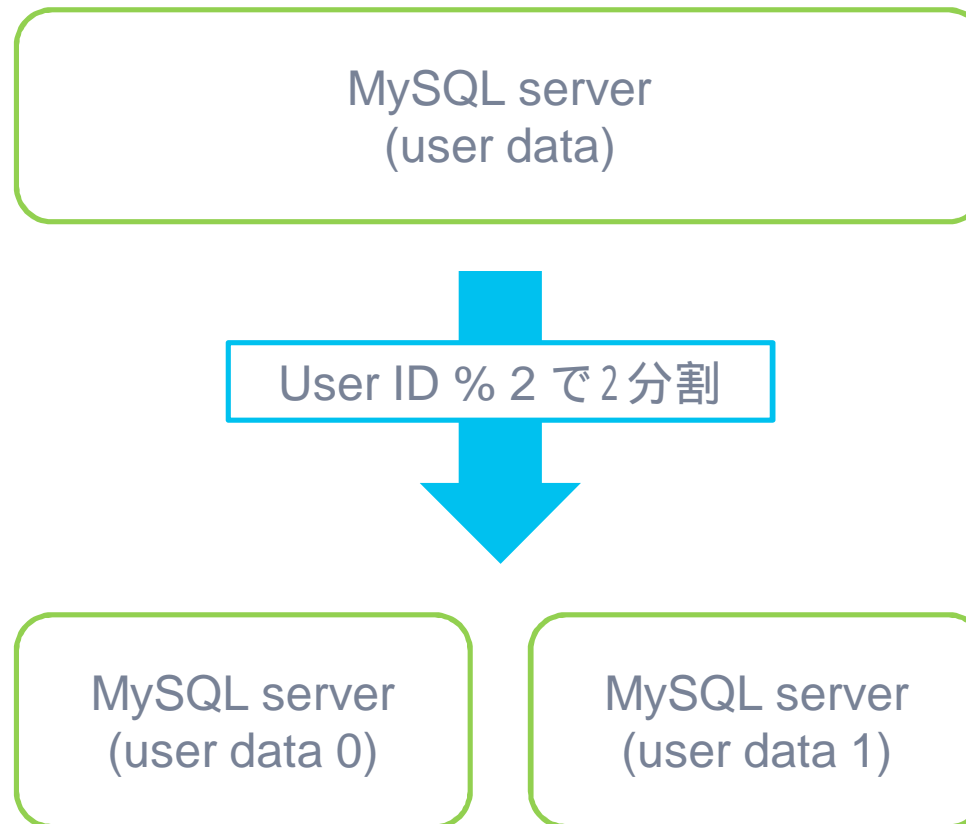 MySQL server
(user data)
User ID % 2 で2分割
MySQL server
(user data 0)
MySQL server
(user data 1)